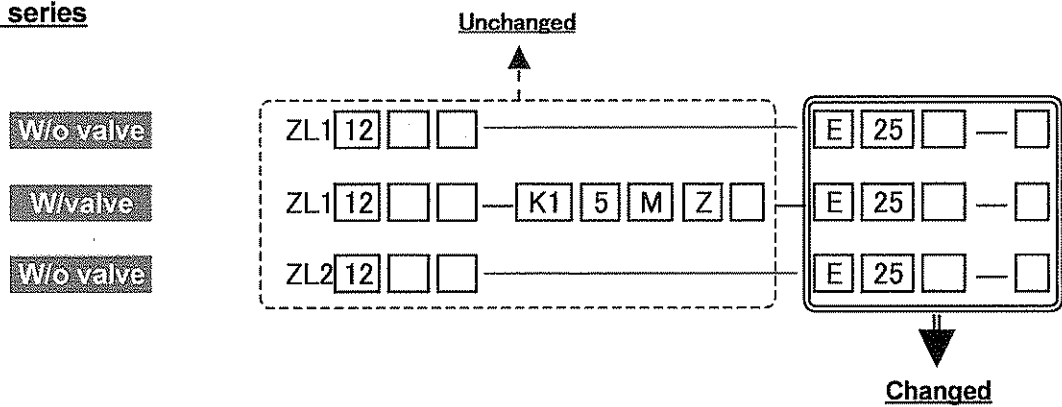 series
Unchanged
W/o valve ZL1 12 — E 25 —
W/valve ZL1 12 — K1 5 M Z — E 25 —
W/o valve ZL2 12 — E 25 —
Changed